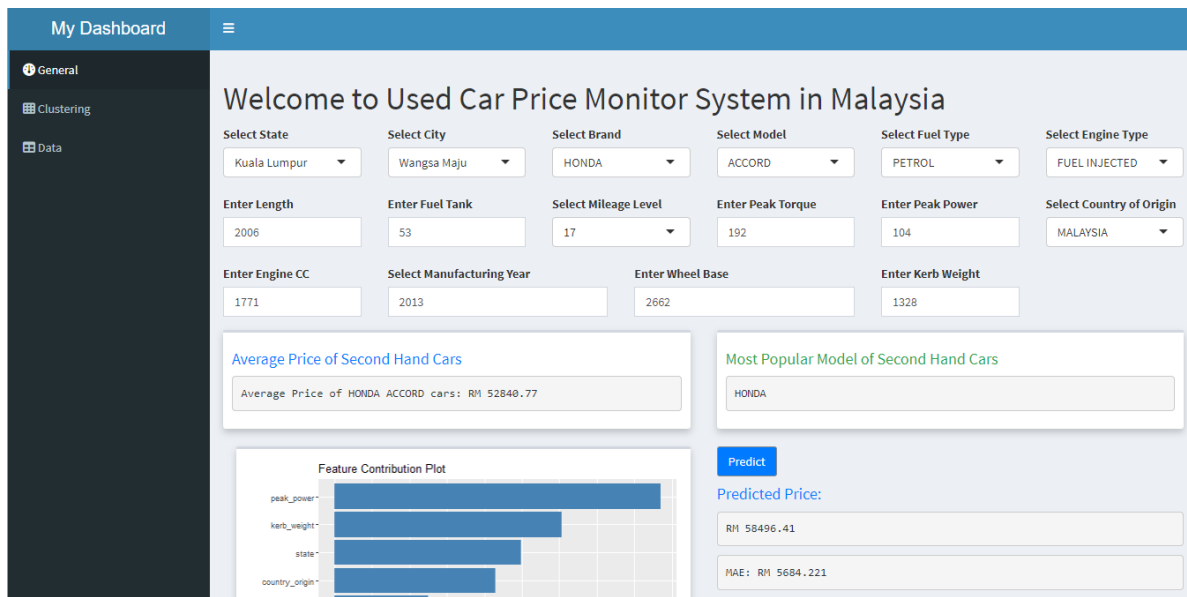 My Dashboard
General
Clustering
Data
Welcome to Used Car Price Monitor System in Malaysia
Select State Select City Select Brand Select Model Select Fuel Type Select Engine Type
Kuala Lumpur Wangsa Maju HONDA ACCORD PETROL FUEL INJECTED
Enter Length Enter Fuel Tank Select Mileage Level Enter Peak Torque Enter Peak Power Select Country of Origin
2006 53 17 192 104 MALAYSIA
Enter Engine CC Select Manufacturing Year Enter Wheel Base Enter Kerb Weight
1771 2013 2662 1328
Average Price of Second Hand Cars
Average Price of HONDA ACCORD cars: RM 52840.77
Most Popular Model of Second Hand Cars
HONDA
Feature Contribution Plot
peak_power
kerb_weight
state
country_origin
Predict
Predicted Price:
RM 58496.41
MAE: RM 5684.221